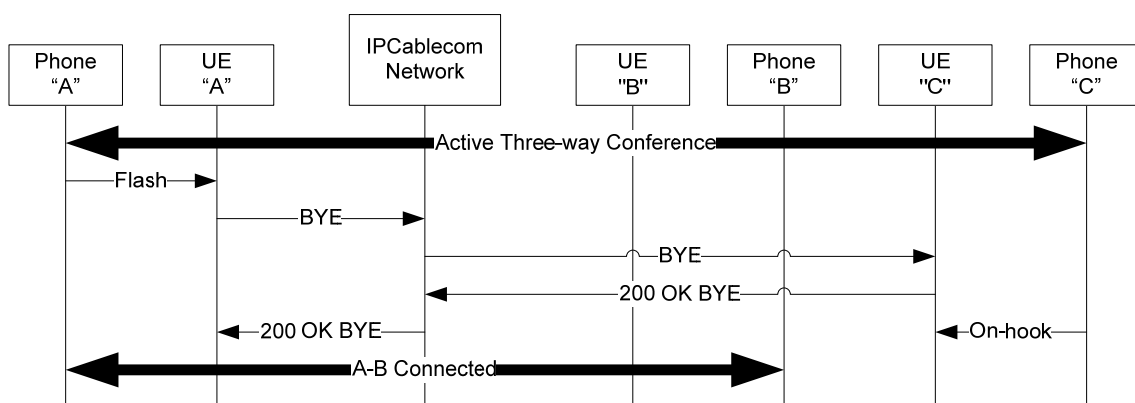 Phone
“A”
UE
“A”
IPCablecom
Network
UE
"B"
Phone
“B”
UE
"C"
Phone
“C”
Active Three-way Conference
Flash
BYE
BYE
200 OK BYE
200 OK BYE
On-hook
A-B Connected